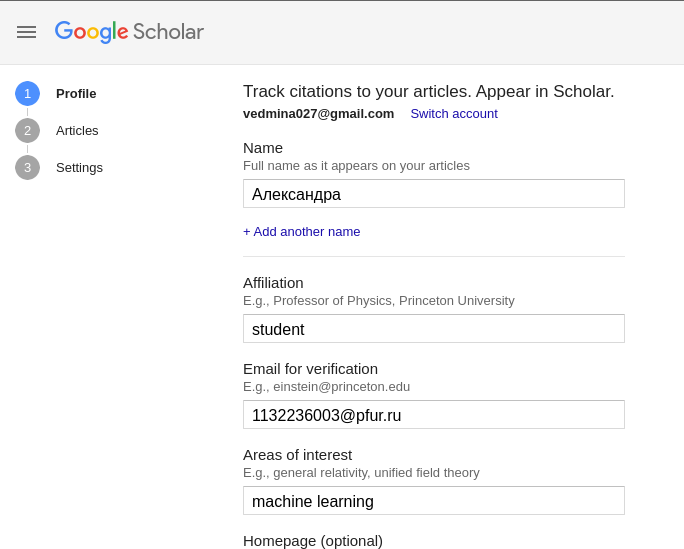 Google Scholar
1 Profile
2 Articles
3 Settings
Track citations to your articles. Appear in Scholar.
vedmina027@gmail.com Switch account
Name
Full name as it appears on your articles
Александра
+ Add another name
Affiliation
E.g., Professor of Physics, Princeton University
student
Email for verification
E.g., einstein@princeton.edu
1132236003@pfur.ru
Areas of interest
E.g., general relativity, unified field theory
machine learning
Homepage (optional)